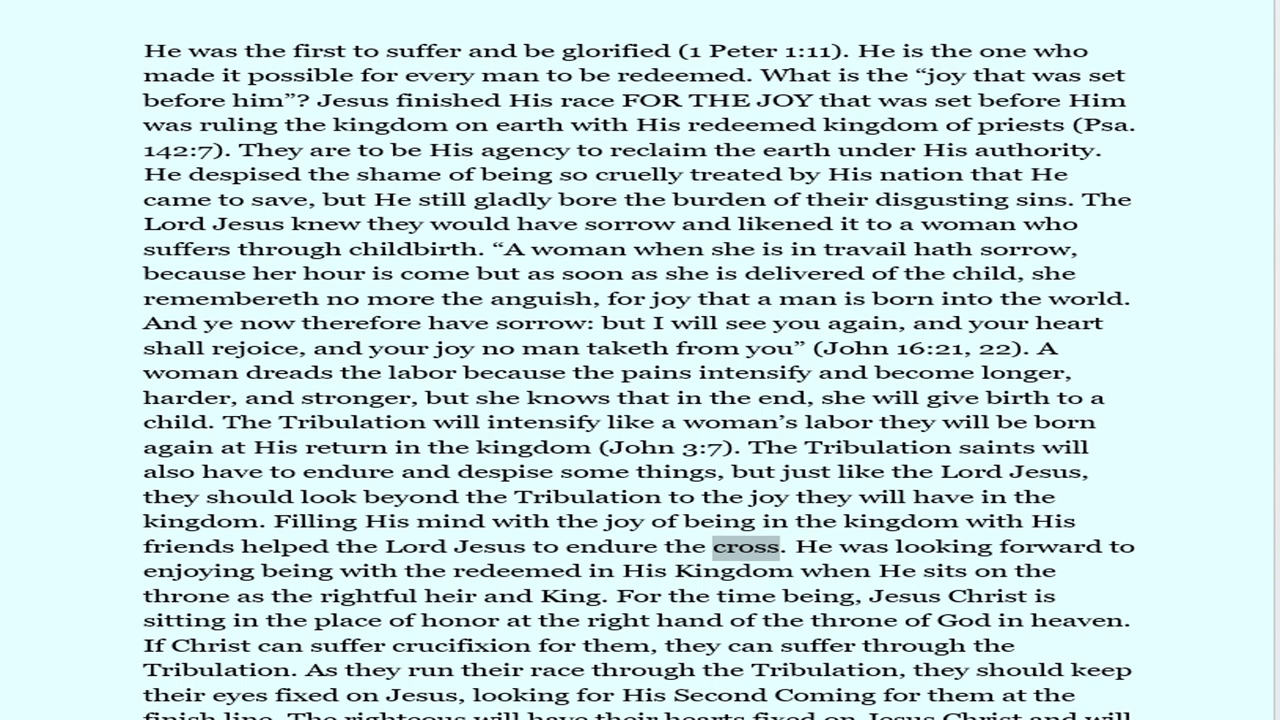 He was the first to suffer and be glorified (1 Peter 1:11). He is the one who
made it possible for every man to be redeemed. What is the “joy that was set
before him”? Jesus finished His race FOR THE JOY that was set before Him
was ruling the kingdom on earth with His redeemed kingdom of priests (Psa.
142:7). They are to be His agency to reclaim the earth under His authority.
He despised the shame of being so cruelly treated by His nation that He
came to save, but He still gladly bore the burden of their disgusting sins. The
Lord Jesus knew they would have sorrow and likened it to a woman who
suffers through childbirth. “A woman when she is in travail hath sorrow,
because her hour is come but as soon as she is delivered of the child, she
remembereth no more the anguish, for joy that a man is born into the world.
And ye now therefore have sorrow: but I will see you again, and your heart
shall rejoice, and your joy no man taketh from you” (John 16:21, 22). A
woman dreads the labor because the pains intensify and become longer,
harder, and stronger, but she knows that in the end, she will give birth to a
child. The Tribulation will intensify like a woman’s labor they will be born
again at His return in the kingdom (John 3:7). The Tribulation saints will
also have to endure and despise some things, but just like the Lord Jesus,
they should look beyond the Tribulation to the joy they will have in the
kingdom. Filling His mind with the joy of being in the kingdom with His
friends helped the Lord Jesus to endure the cross. He was looking forward to
enjoying being with the redeemed in His Kingdom when He sits on the
throne as the rightful heir and King. For the time being, Jesus Christ is
sitting in the place of honor at the right hand of the throne of God in heaven.
If Christ can suffer crucifixion for them, they can suffer through the
Tribulation. As they run their race through the Tribulation, they should keep
their eyes fixed on Jesus, looking for His Second Coming for them at the
finish line. The righteous will have their hearts fixed on Jesus Christ and will